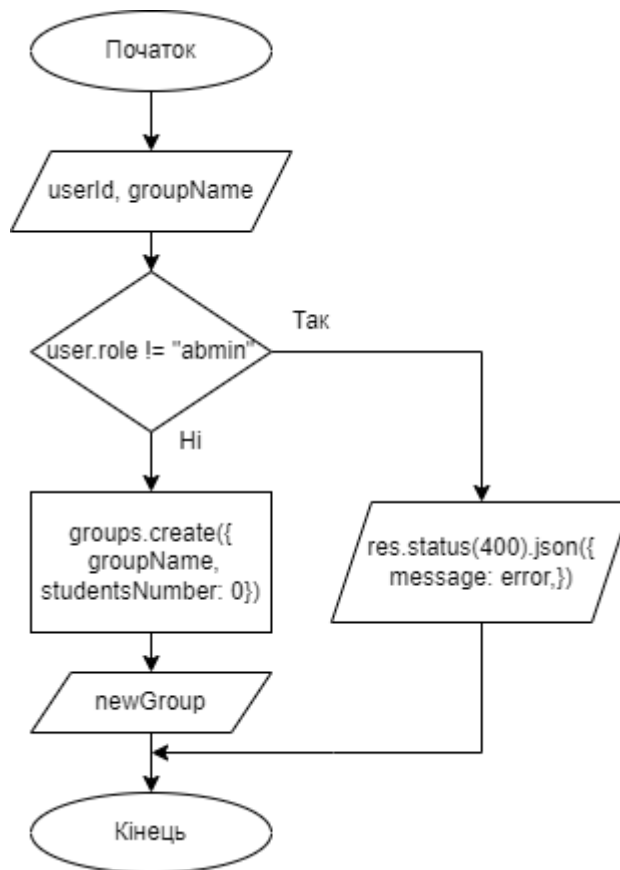 Початок
userId, groupName
user.role != "abmin"
Так
Ні
groups.create({
groupName,
studentsNumber: 0})
res.status(400).json({
message: error,})
newGroup
Кінець